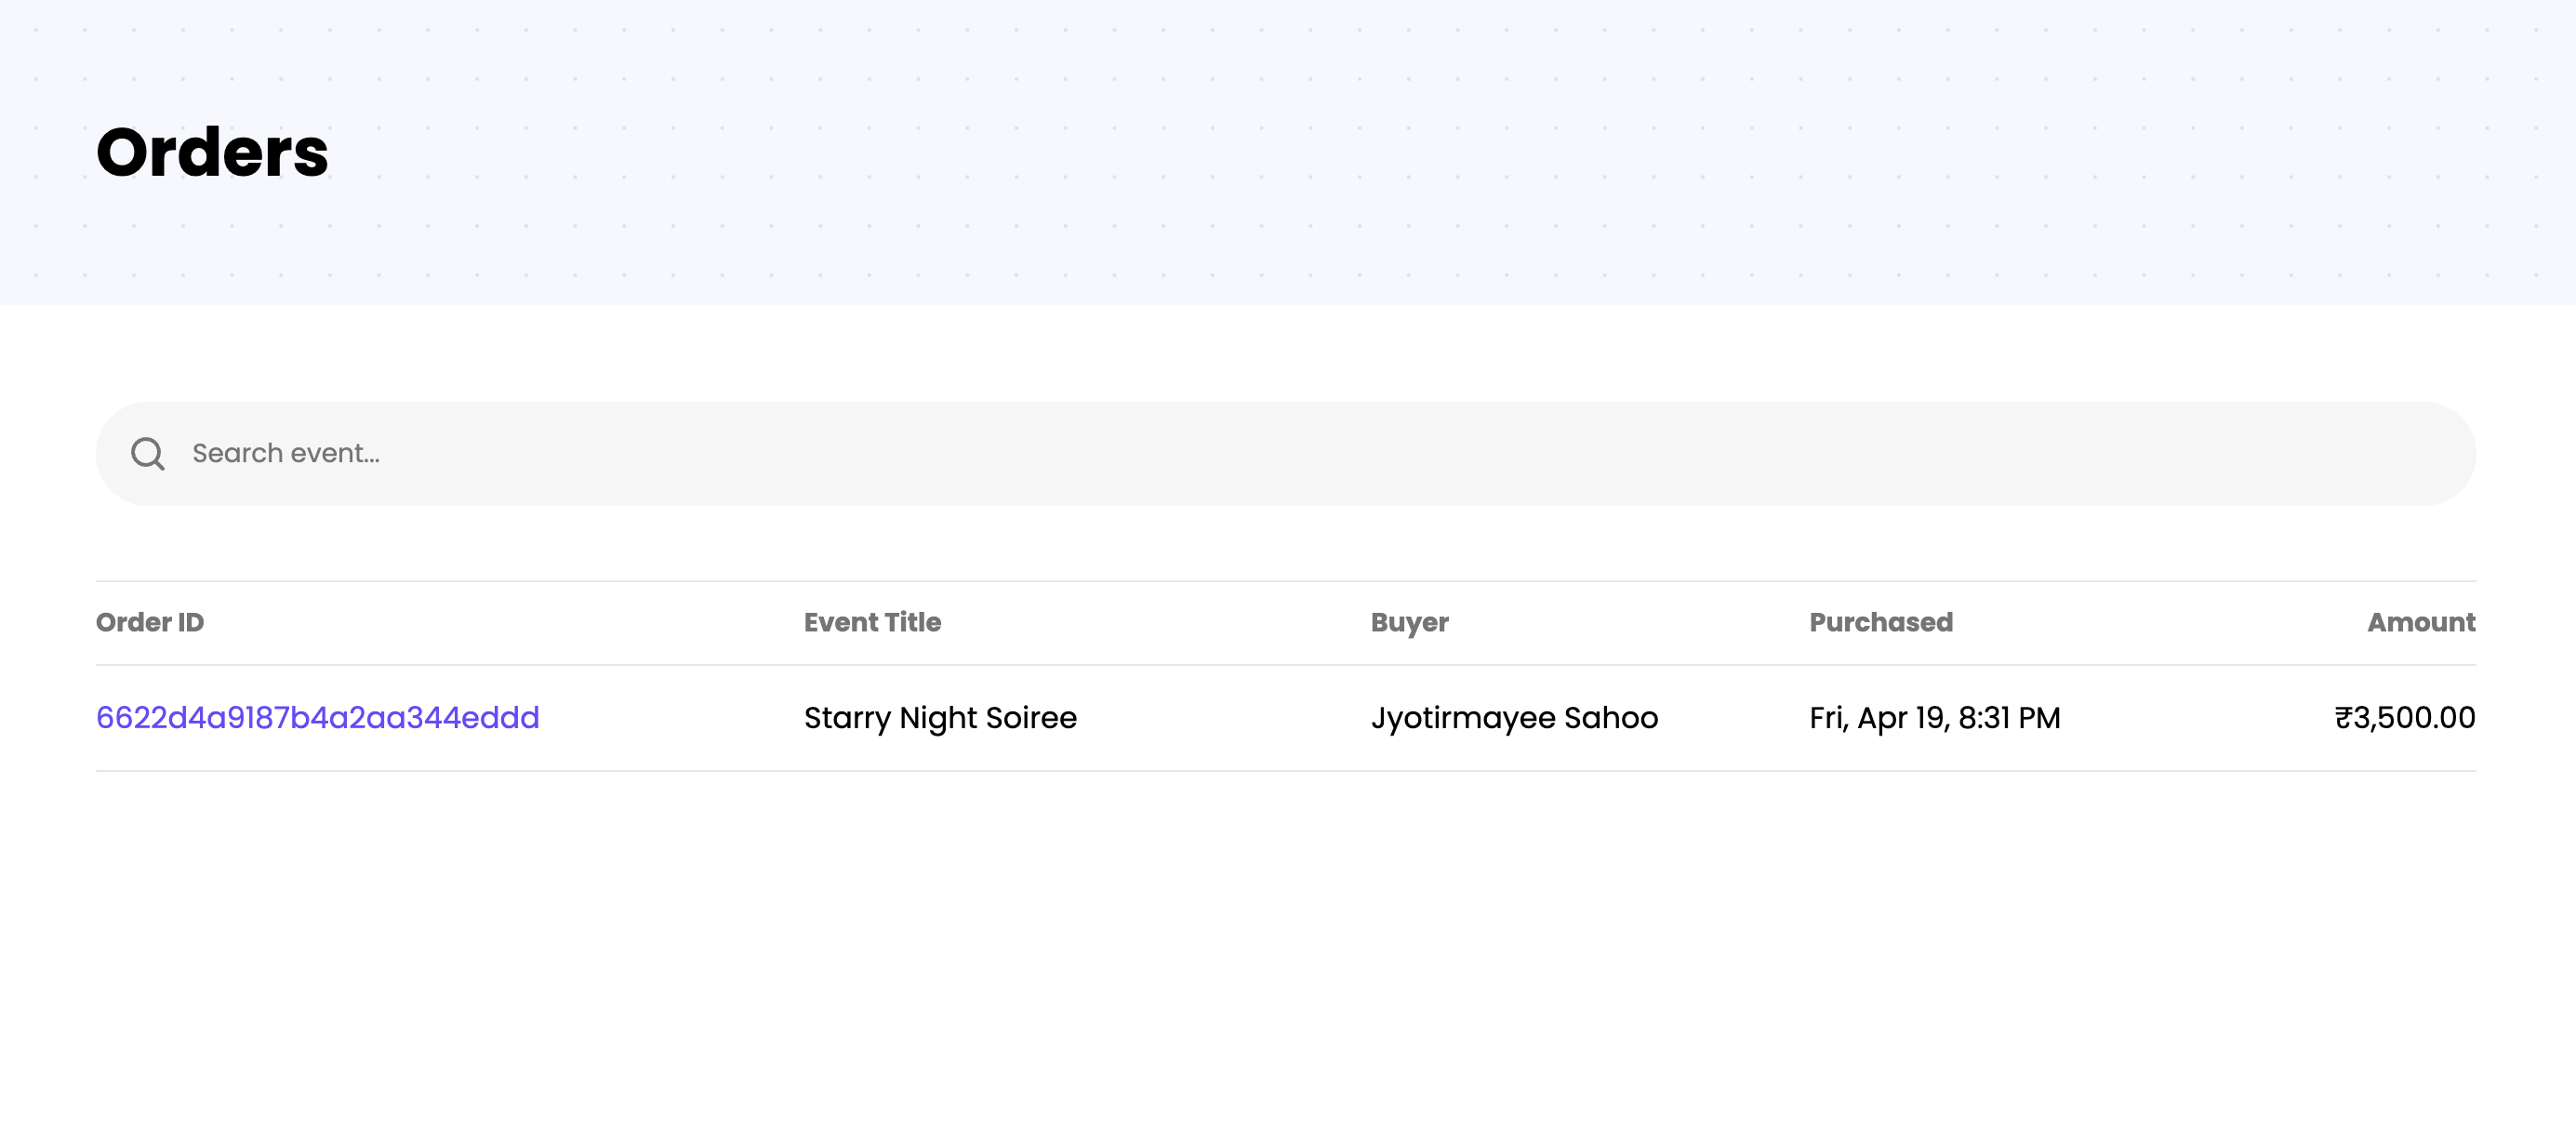 Orders
Search event...
Order ID Event Title Buyer Purchased Amount
6622d4a9187b4a2aa344eddd Starry Night Soiree Jyotirmayee Sahoo Fri, Apr 19, 8:31 PM ₹3,500.00